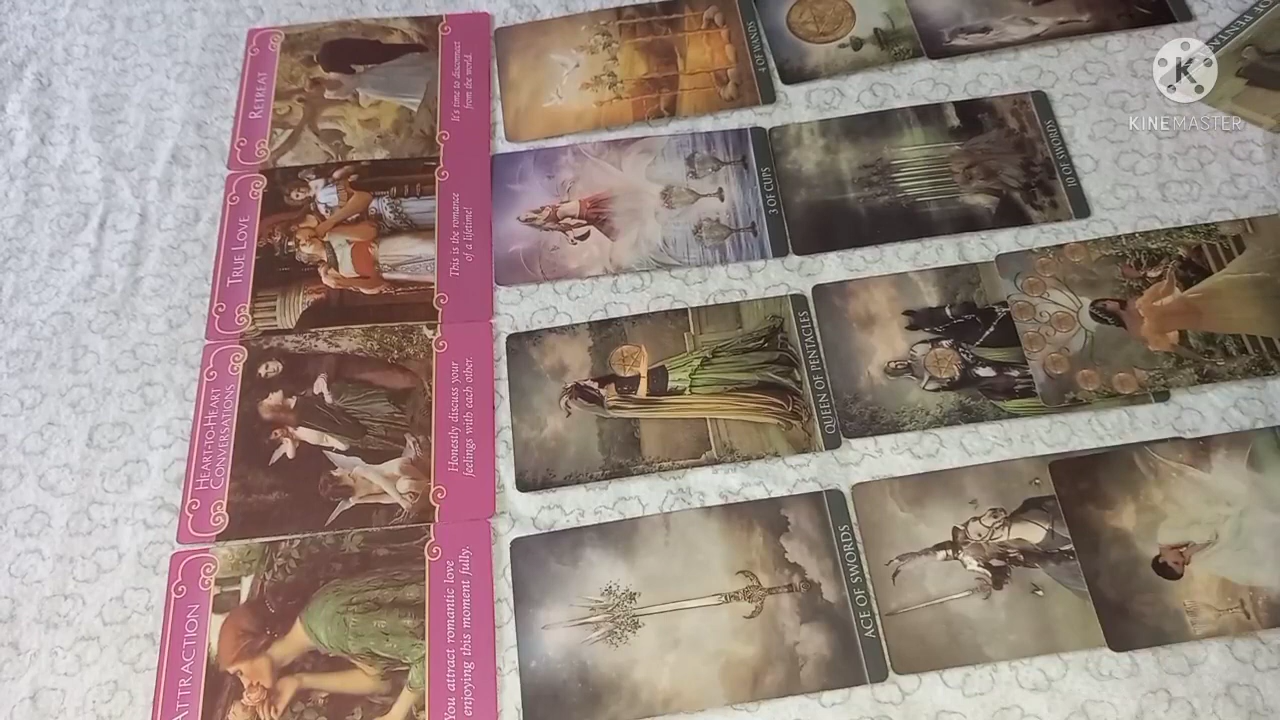 RETREAT
It's time to disconnect
from the world.
TRUE LOVE
This is the romance
of a lifetime!
HEART-TO-HEART
CONVERSATIONS
Honestly discuss your
feelings with each other.
ATTRACTION
You attract romantic love
enjoying this moment fully.
4 OF WANDS
3 OF CUPS
10 OF SWORDS
QUEEN OF PENTACLES
ACE OF SWORDS
K
KINEMASTER